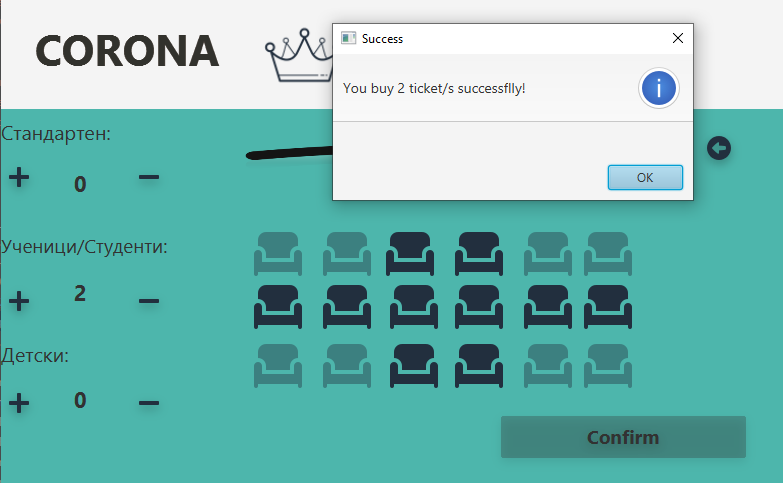 CORONA
Success
You buy 2 ticket/s successflly!
i
OK
Стандартен:
+ 0 −
Ученици/Студенти:
+ 2 −
Детски:
+ 0 −
Confirm